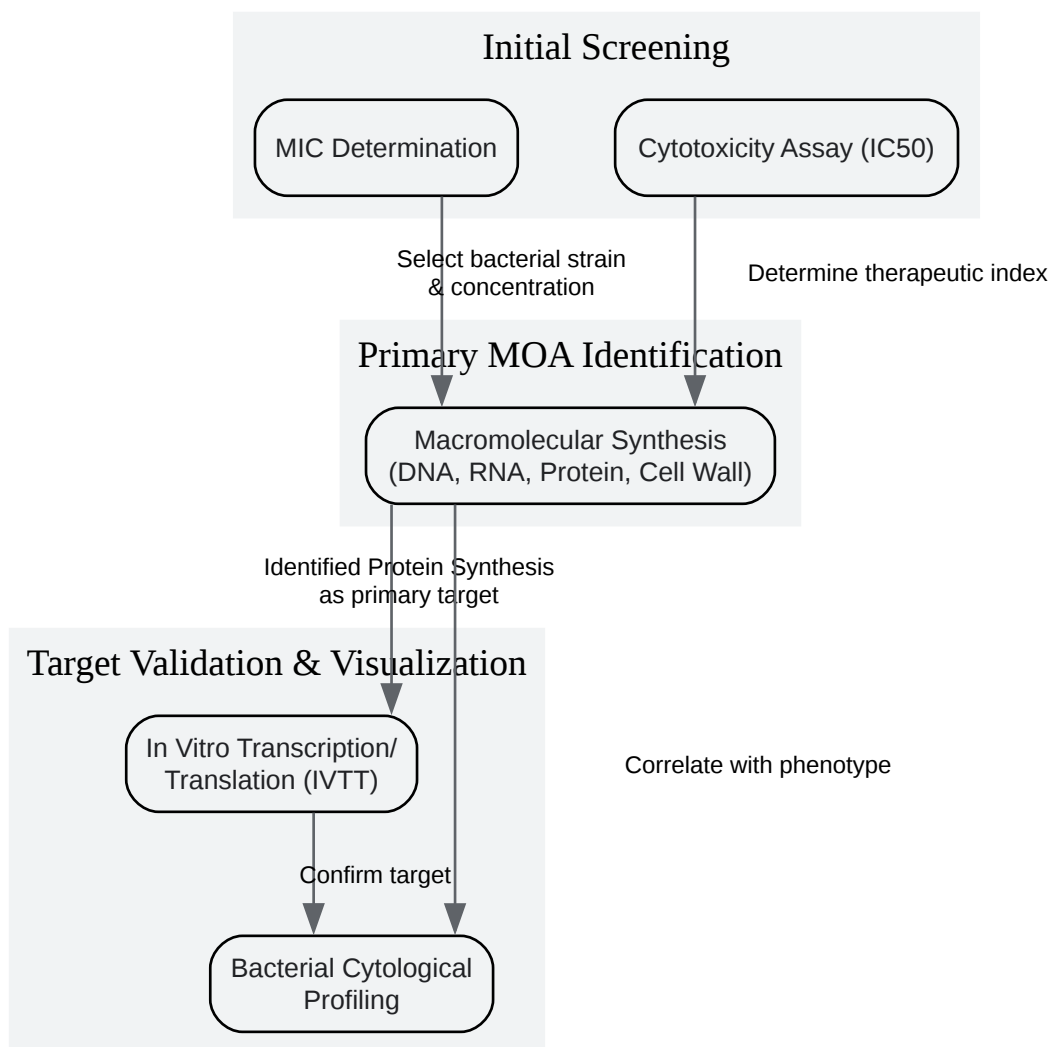 Initial Screening
MIC Determination
Cytotoxicity Assay (IC50)
Select bacterial strain
& concentration
Determine therapeutic index
Primary MOA Identification
Macromolecular Synthesis
(DNA, RNA, Protein, Cell Wall)
Identified Protein Synthesis
as primary target
Target Validation & Visualization
In Vitro Transcription/
Translation (IVTT)
Correlate with phenotype
Confirm target
Bacterial Cytological
Profiling